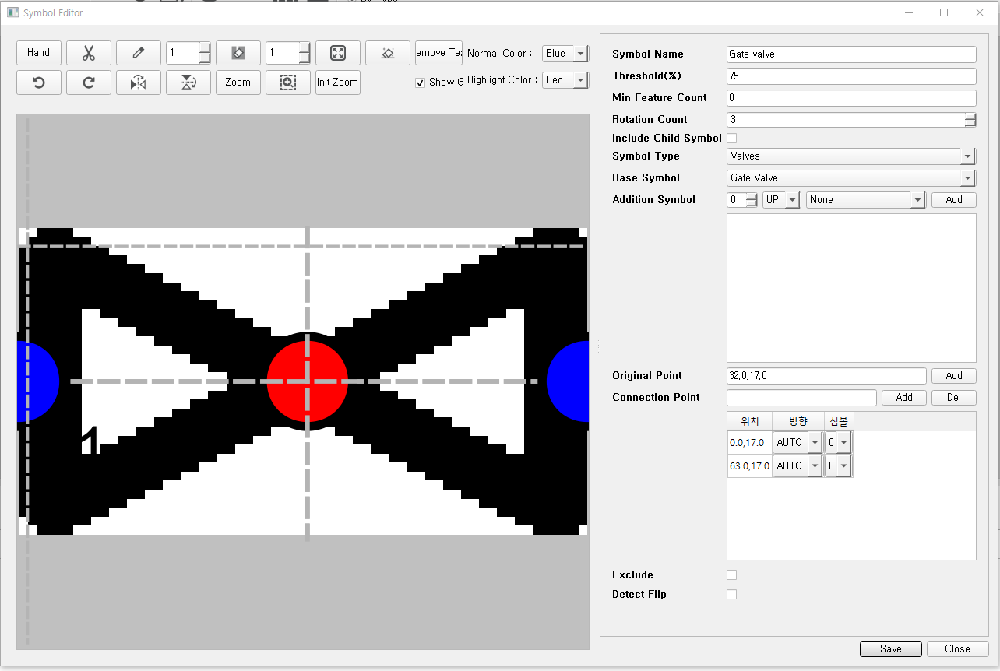 Symbol Editor
Hand
1
1
emove Te
Normal Color :
Blue
Zoom
Init Zoom
Show G
Highlight Color :
Red
1
Symbol Name
Gate valve
Threshold(%)
75
Min Feature Count
0
Rotation Count
3
Include Child Symbol
Symbol Type
Valves
Base Symbol
Gate Valve
Addition Symbol
0
UP
None
Add
Original Point
32,0,17,0
Add
Connection Point
Add
Del
위치 방향 심볼
0.0,17.0 AUTO 0
63.0,17.0 AUTO 0
Exclude
Detect Flip
Save
Close